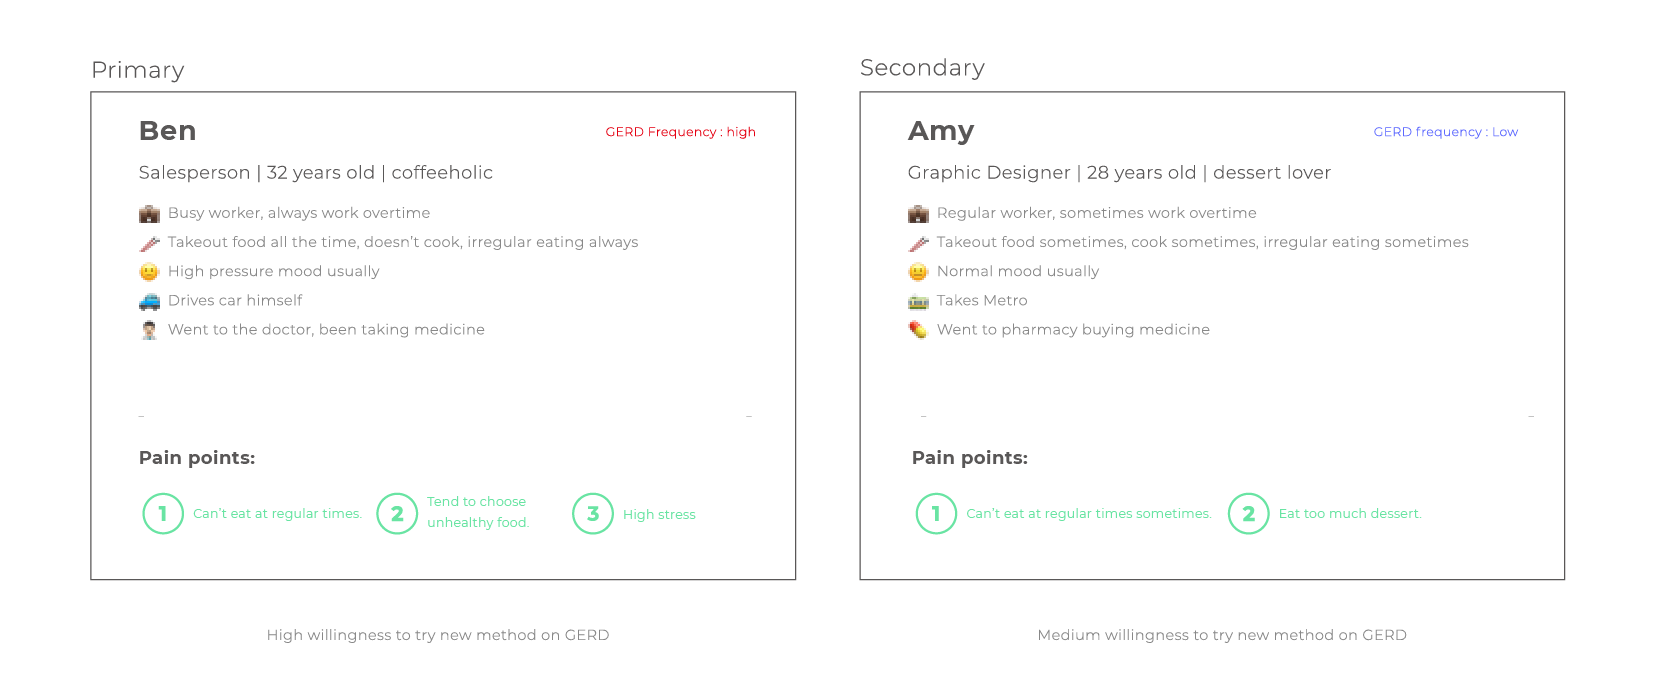 Primary
Ben
GERD Frequency : high
Salesperson | 32 years old | coffeeholic
Busy worker, always work overtime
Takeout food all the time, doesn't cook, irregular eating always
High pressure mood usually
Drives car himself
Went to the doctor, been taking medicine
Pain points:
1 Can't eat at regular times.
2 Tend to choose
unhealthy food.
3 High stress
High willingness to try new method on GERD
Secondary
Amy
GERD frequency : Low
Graphic Designer | 28 years old | dessert lover
Regular worker, sometimes work overtime
Takeout food sometimes, cook sometimes, irregular eating sometimes
Normal mood usually
Takes Metro
Went to pharmacy buying medicine
Pain points:
1 Can't eat at regular times sometimes.
2 Eat too much dessert.
Medium willingness to try new method on GERD